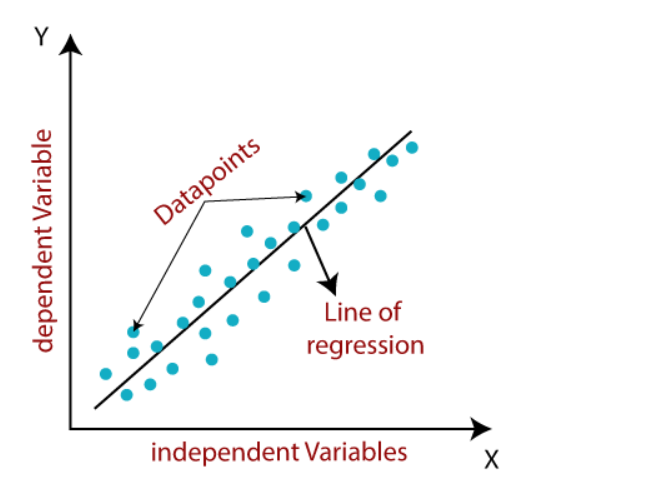 Y
dependent Variable
Datapoints
Line of
regression
independent Variables
X